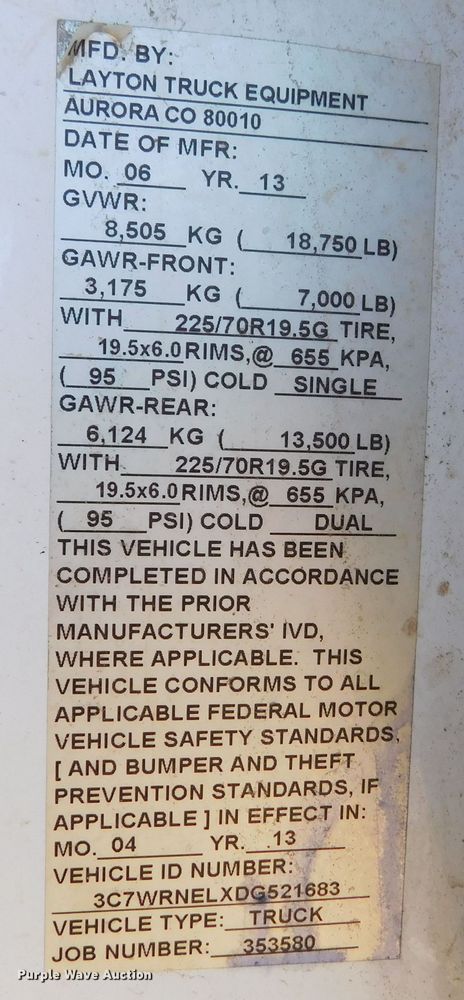 MFD. BY:
LAYTON TRUCK EQUIPMENT
AURORA CO 80010
DATE OF MFR:
MO. 06 YR. 13
GVWR:
8,505 KG ( 18,750 LB)
GAWR-FRONT:
3,175 KG ( 7,000 LB)
WITH 225/70R19.5G TIRE,
19.5x6.0 RIMS,@ 655 KPA,
( 95 PSI) COLD SINGLE
GAWR-REAR:
6,124 KG ( 13,500 LB)
WITH 225/70R19.5G TIRE,
19.5x6.0 RIMS,@ 655 KPA,
( 95 PSI) COLD DUAL
THIS VEHICLE HAS BEEN
COMPLETED IN ACCORDANCE
WITH THE PRIOR
MANUFACTURERS' IVD,
WHERE APPLICABLE. THIS
VEHICLE CONFORMS TO ALL
APPLICABLE FEDERAL MOTOR
VEHICLE SAFETY STANDARDS,
[ AND BUMPER AND THEFT
PREVENTION STANDARDS, IF
APPLICABLE ] IN EFFECT IN:
MO. 04 YR. 13
VEHICLE ID NUMBER:
3C7WRNELXDG521683
VEHICLE TYPE: TRUCK
JOB NUMBER: 353580
Purple Wave Auction